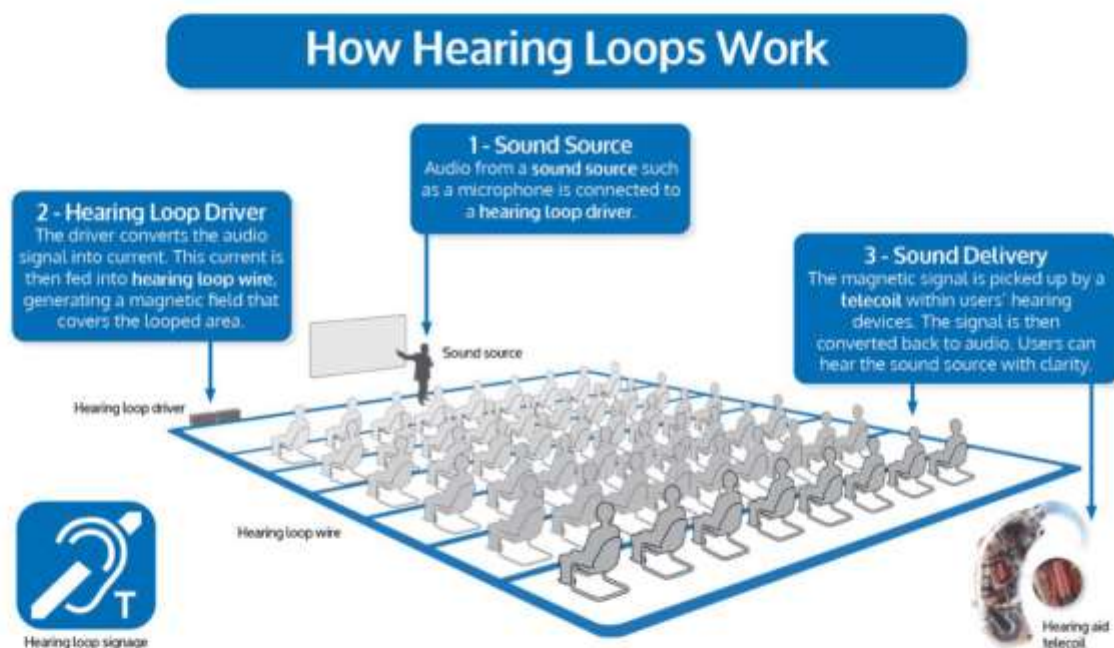 How Hearing Loops Work
1 - Sound Source
Audio from a sound source such
as a microphone is connected to
a hearing loop driver.
2 - Hearing Loop Driver
The driver converts the audio
signal into current. This current is
then fed into hearing loop wire,
generating a magnetic field that
covers the looped area.
3 - Sound Delivery
The magnetic signal is picked up by a
telecoil within users' hearing
devices. The signal is then
converted back to audio. Users can
hear the sound source with clarity.
Sound source
Hearing loop driver
Hearing loop wire
T
Hearing loop signage
Hearing aid
telecoil